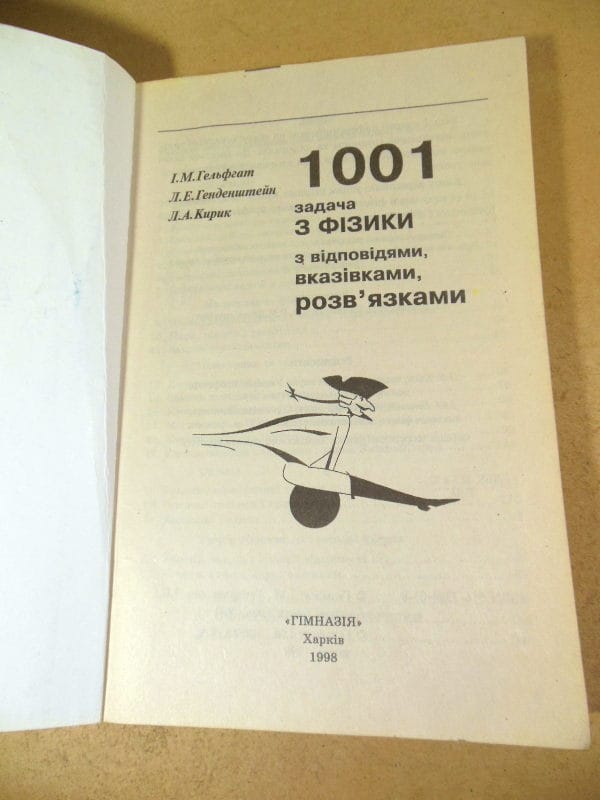 І.М.Гельфгат
Л.Е.Генденштейн
Л.А.Кирик
1001
задача
З ФІЗИКИ
з відповідями,
вказівками,
розв’язками
«ГІМНАЗІЯ»
Харків
1998